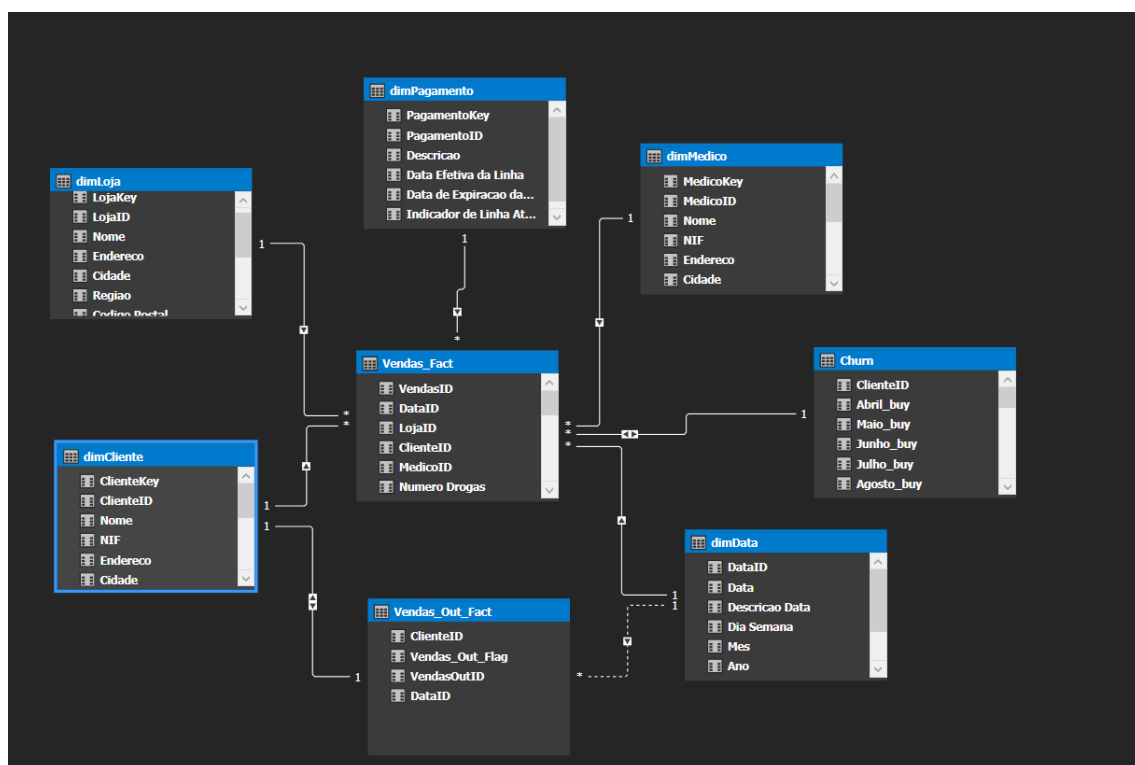 dimPagamento
PagamentoKey
PagamentoID
Descricao
Data Efetiva da Linha
Data de Expiracao da...
Indicador de Linha At...
1
*
dimLoja
LojaKey
LojaID
Nome
Endereco
Cidade
Regiao
Codigo Postal
1
*
dimMedico
MedicoKey
MedicoID
Nome
NIF
Endereco
Cidade
1
*
Vendas_Fact
VendasID
DataID
LojaID
ClienteID
MedicoID
Numero Drogas
Churn
ClienteID
Abril_buy
Maio_buy
Junho_buy
Julho_buy
Agosto_buy
1
*
dimCliente
ClienteKey
ClienteID
Nome
NIF
Endereco
Cidade
1
*
1
1
dimData
DataID
Data
Descricao Data
Dia Semana
Mes
Ano
1
*
1
*
Vendas_Out_Fact
ClienteID
Vendas_Out_Flag
VendasOutID
DataID